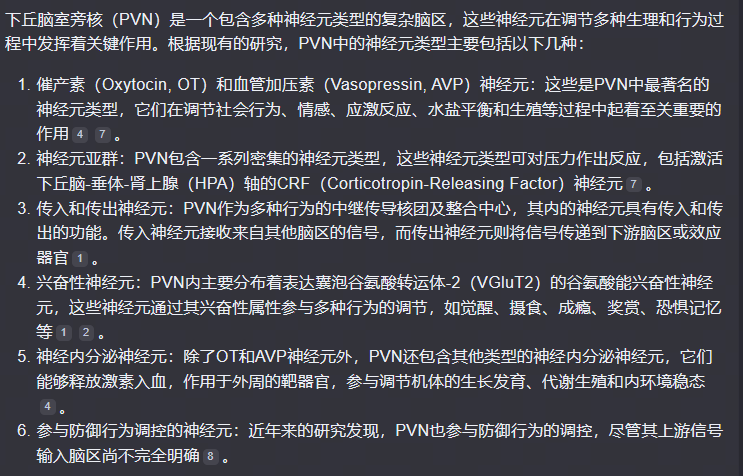 下丘脑室旁核（PVN）是一个包含多种神经元类型的复杂脑区，这些神经元在调节多种生理和行为过
程中发挥着关键作用。根据现有的研究，PVN中的神经元类型主要包括以下几种：
1. 催产素（Oxytocin, OT）和血管加压素（Vasopressin, AVP）神经元：这些是PVN中最著名的
神经元类型，它们在调节社会行为、情感、应激反应、水盐平衡和生殖等过程中起着至关重要的
作用 4 7 。
2. 神经元亚群：PVN包含一系列密集的神经元类型，这些神经元类型可对压力作出反应，包括激活
下丘脑-垂体-肾上腺（HPA）轴的CRF（Corticotropin-Releasing Factor）神经元 7 。
3. 传入和传出神经元：PVN作为多种行为的中继传导核团及整合中心，其内的神经元具有传入和传
出的功能。传入神经元接收来自其他脑区的信号，而传出神经元则将信号传递到下游脑区或效应
器官 1 。
4. 兴奋性神经元：PVN内主要分布着表达囊泡谷氨酸转运体-2（VGluT2）的谷氨酸能兴奋性神经
元，这些神经元通过其兴奋性属性参与多种行为的调节，如觉醒、摄食、成瘾、奖赏、恐惧记忆
等 1 2 。
5. 神经内分泌神经元：除了OT和AVP神经元外，PVN还包含其他类型的神经内分泌神经元，它们
能够释放激素入血，作用于外周的靶器官，参与调节机体的生长发育、代谢生殖和内环境稳态
4 。
6. 参与防御行为调控的神经元：近年来的研究发现，PVN也参与防御行为的调控，尽管其上游信号
输入脑区尚不完全明确 8 。